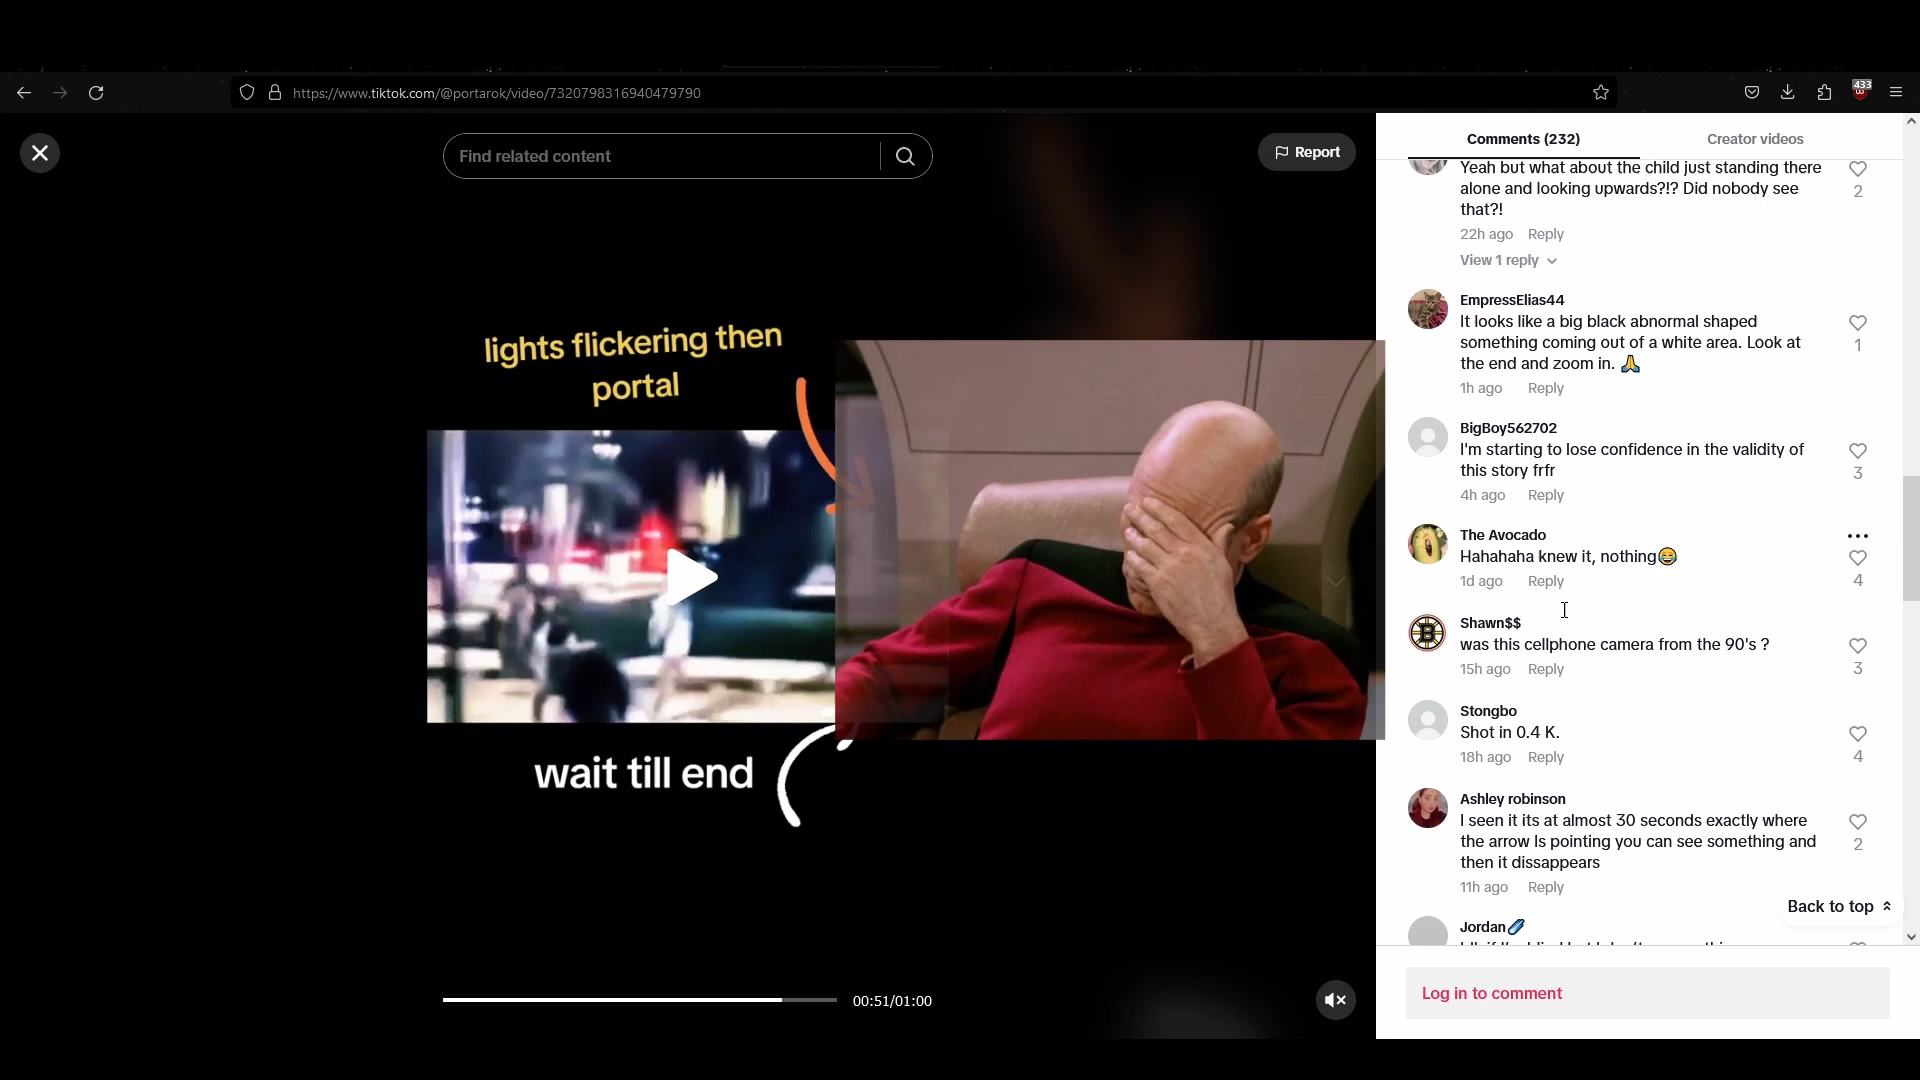 https://www.tiktok.com/@portarok/video/7320798316940479790
433
Find related content
Report
lights flickering then
portal
wait till end
00:51/01:00
Comments (232)
Creator videos
Yeah but what about the child just standing there
alone and looking upwards?!? Did nobody see
that?!
2
22h ago Reply
View 1 reply
EmpressElias44
It looks like a big black abnormal shaped
something coming out of a white area. Look at
the end and zoom in. 🙏
1
1h ago Reply
BigBoy562702
I'm starting to lose confidence in the validity of
this story frfr
3
4h ago Reply
The Avocado
Hahahaha knew it, nothing😂
4
1d ago Reply
Shawn$$
was this cellphone camera from the 90's ?
3
15h ago Reply
Stongbo
Shot in 0.4 K.
4
18h ago Reply
Ashley robinson
I seen it its at almost 30 seconds exactly where
the arrow Is pointing you can see something and
then it dissappears
2
11h ago Reply
Back to top
Jordan
Log in to comment